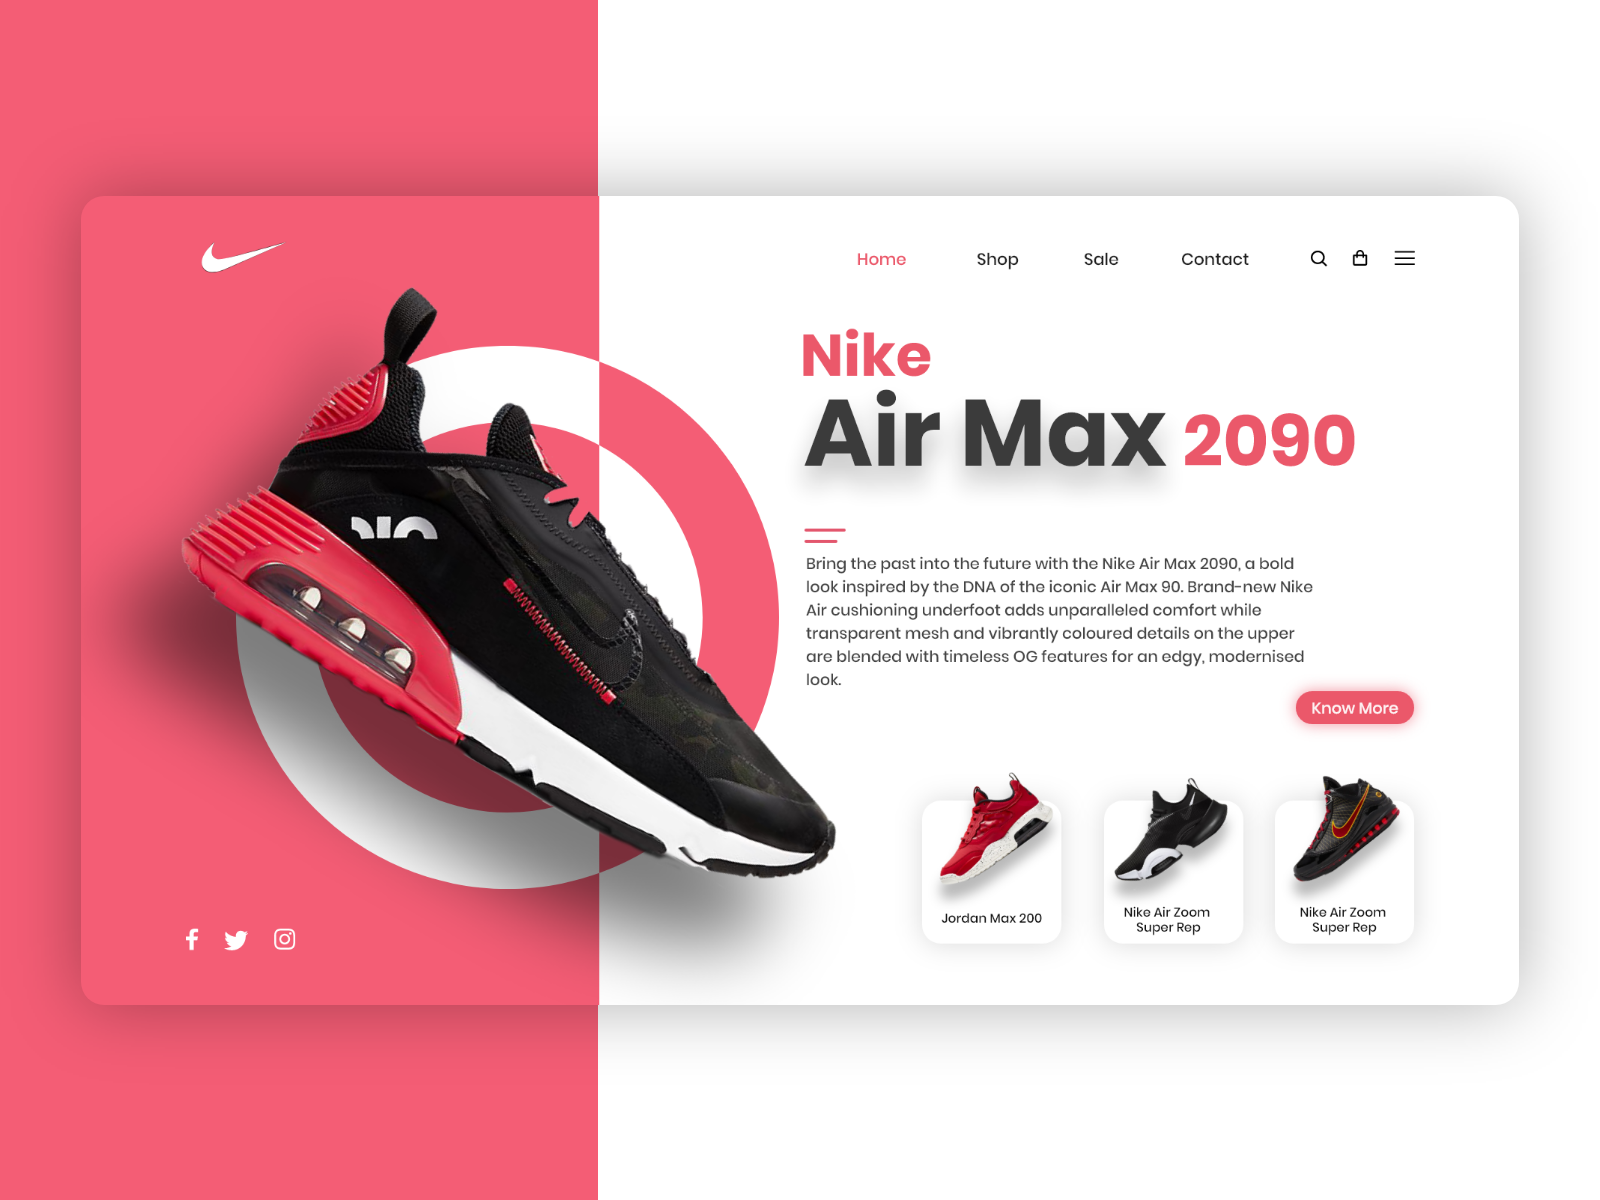 Home Shop Sale Contact
Nike
Air Max 2090
Bring the past into the future with the Nike Air Max 2090, a bold
look inspired by the DNA of the iconic Air Max 90. Brand-new Nike
Air cushioning underfoot adds unparalleled comfort while
transparent mesh and vibrantly coloured details on the upper
are blended with timeless OG features for an edgy, modernised
look.
Know More
Jordan Max 200
Nike Air Zoom
Super Rep
Nike Air Zoom
Super Rep